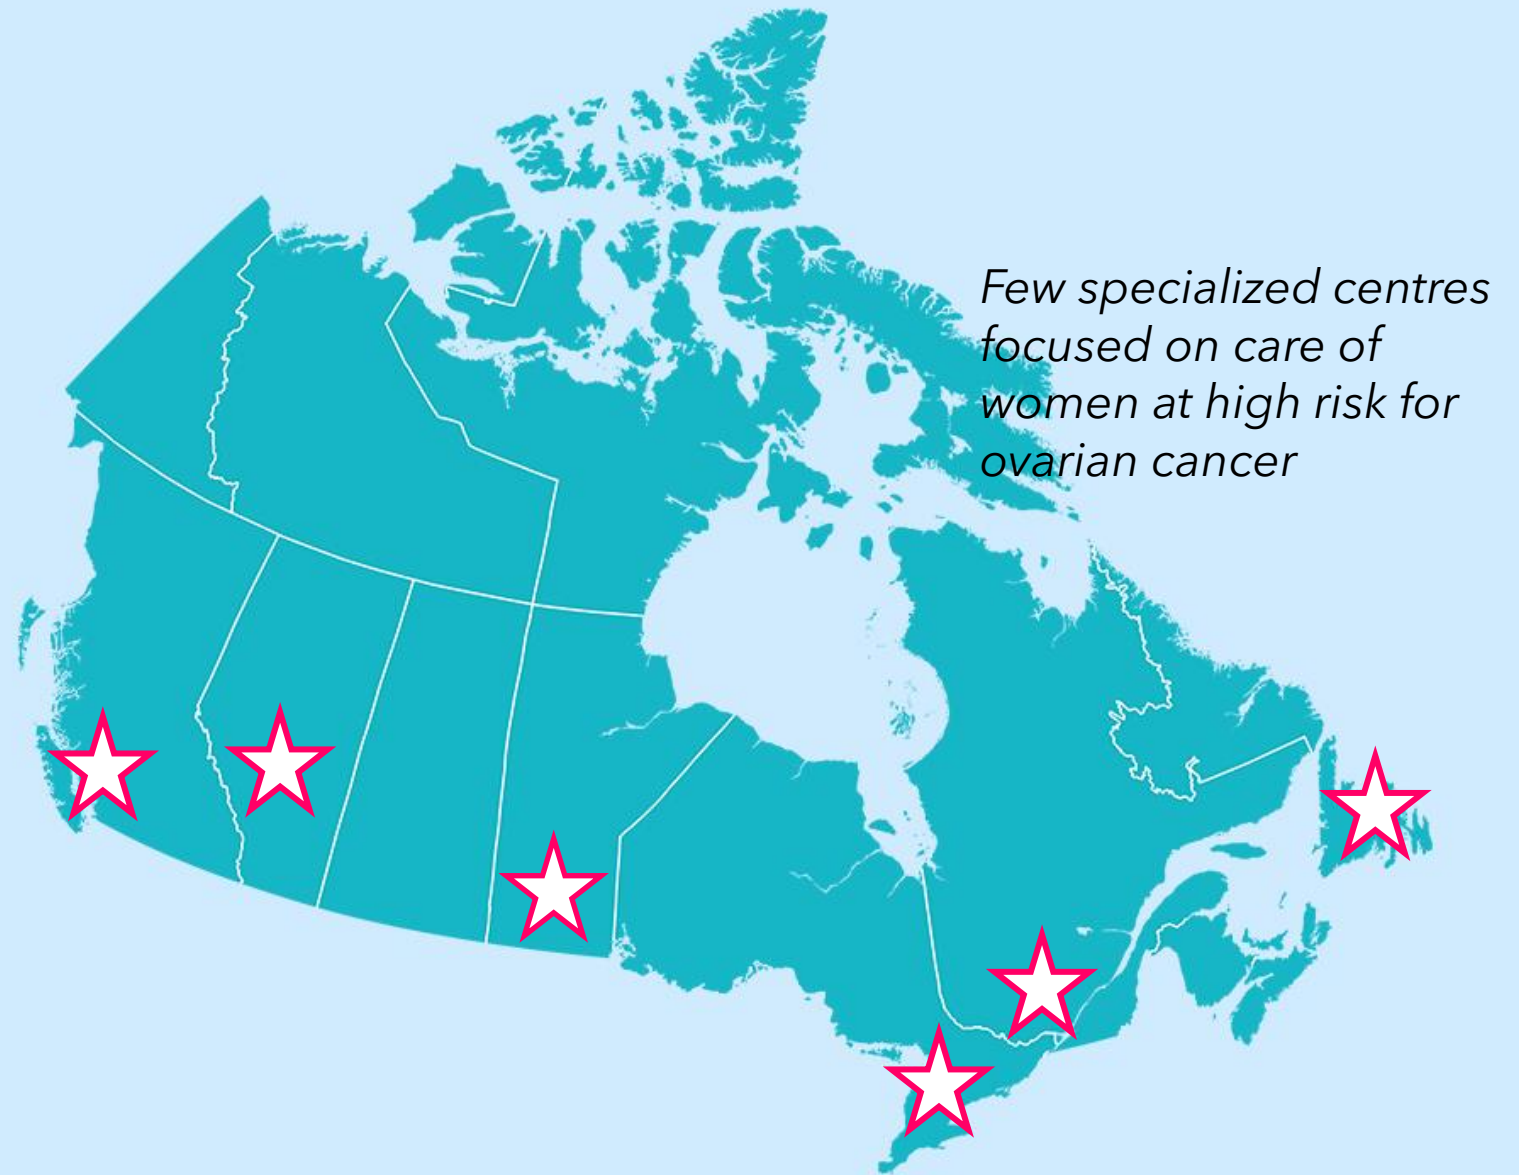 Few specialized centres
focused on care of
women at high risk for
ovarian cancer